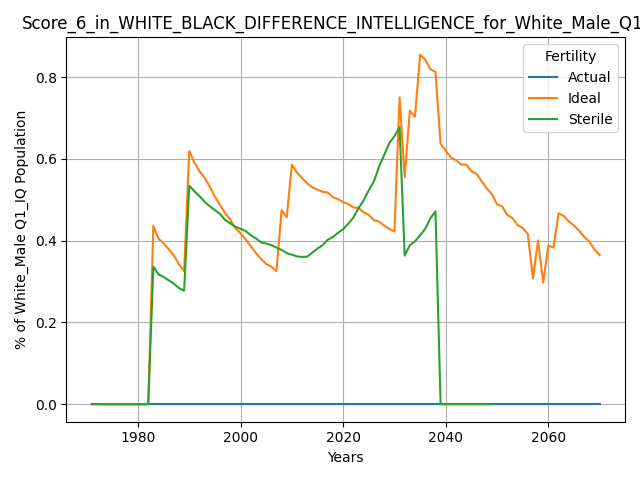 Score_6_in_WHITE_BLACK_DIFFERENCE_INTELLIGENCE_for_White_Male_Q1
Fertility
Actual
Ideal
Sterile
% of White_Male Q1_IQ Population
0.8
0.6
0.4
0.2
0.0
1980 2000 2020 2040 2060
Years